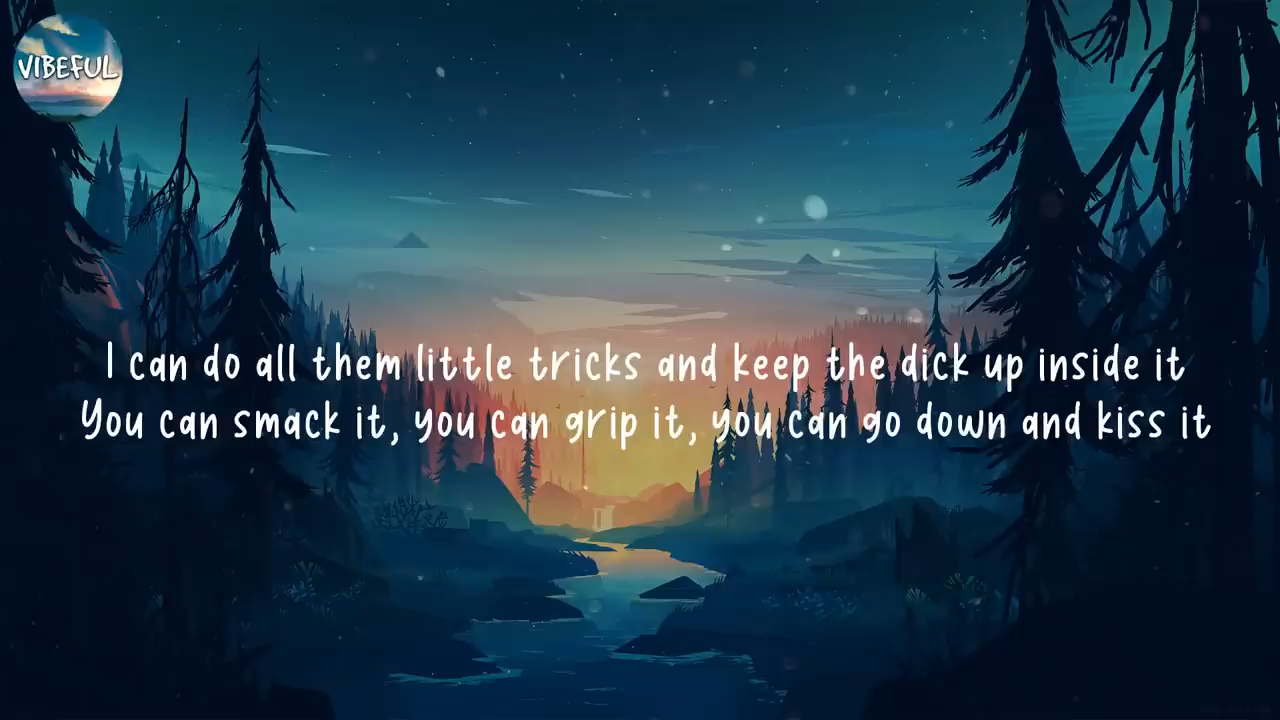 VIBEFUL
I can do all them little tricks and keep the dick up inside it
You can smack it, you can grip it, you can go down and kiss it